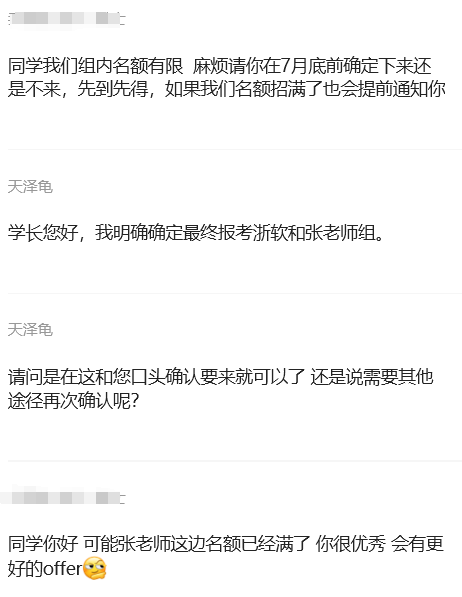 同学我们组内名额有限 麻烦请你在7月底前确定下来还
是不来，先到先得，如果我们名额招满了也会提前通知你
天泽龟
学长您好，我明确确定最终报考浙软和张老师组。
天泽龟
请问是在这和您口头确认要来就可以了 还是说需要其他
途径再次确认呢？
同学你好 可能张老师这边名额已经满了 你很优秀 会有更
好的offer